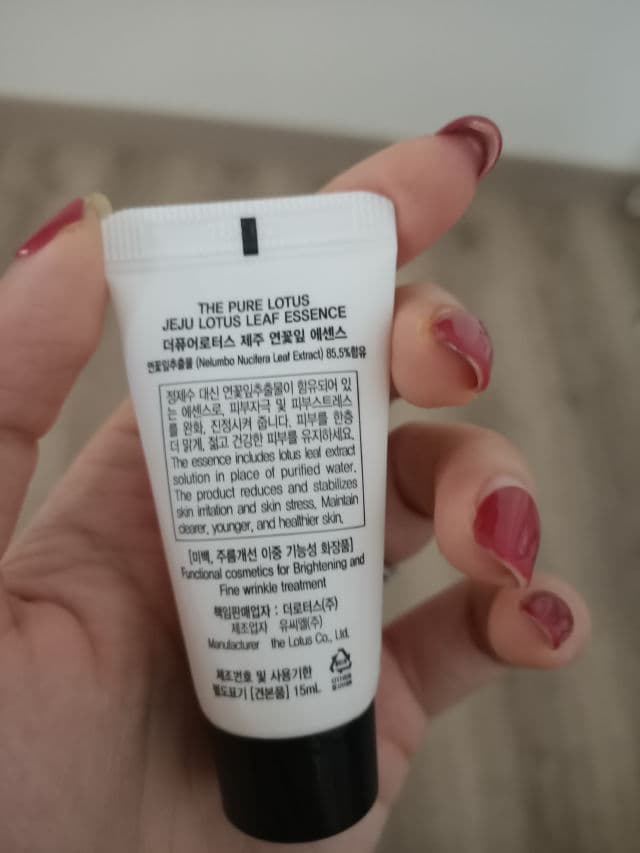 THE PURE LOTUS
JEJU LOTUS LEAF ESSENCE
더퓨어로터스 제주 연꽃잎 에센스
연꽃잎추출물 (Nelumbo Nucifera Leaf Extract) 85.5%함유
정제수 대신 연꽃잎추출물이 함유되어 있
는 에센스로, 피부자극 및 피부스트레스
를 완화, 진정시켜 줍니다. 피부를 한층
더 맑게, 젊고 건강한 피부를 유지하세요.
The essence includes lotus leaf extract
solution in place of purified water.
The product reduces and stabilizes
skin irritation and skin stress. Maintain
clearer, younger, and healthier skin.
[미백, 주름개선 이중 기능성 화장품]
Functional cosmetics for Brightening and
Fine wrinkle treatment
책임판매업자 : 더로터스(주)
제조업자 유씨엘(주)
Manufacturer the Lotus Co., Ltd.
제조번호 및 사용기한
별도표기 [견본품] 15mL